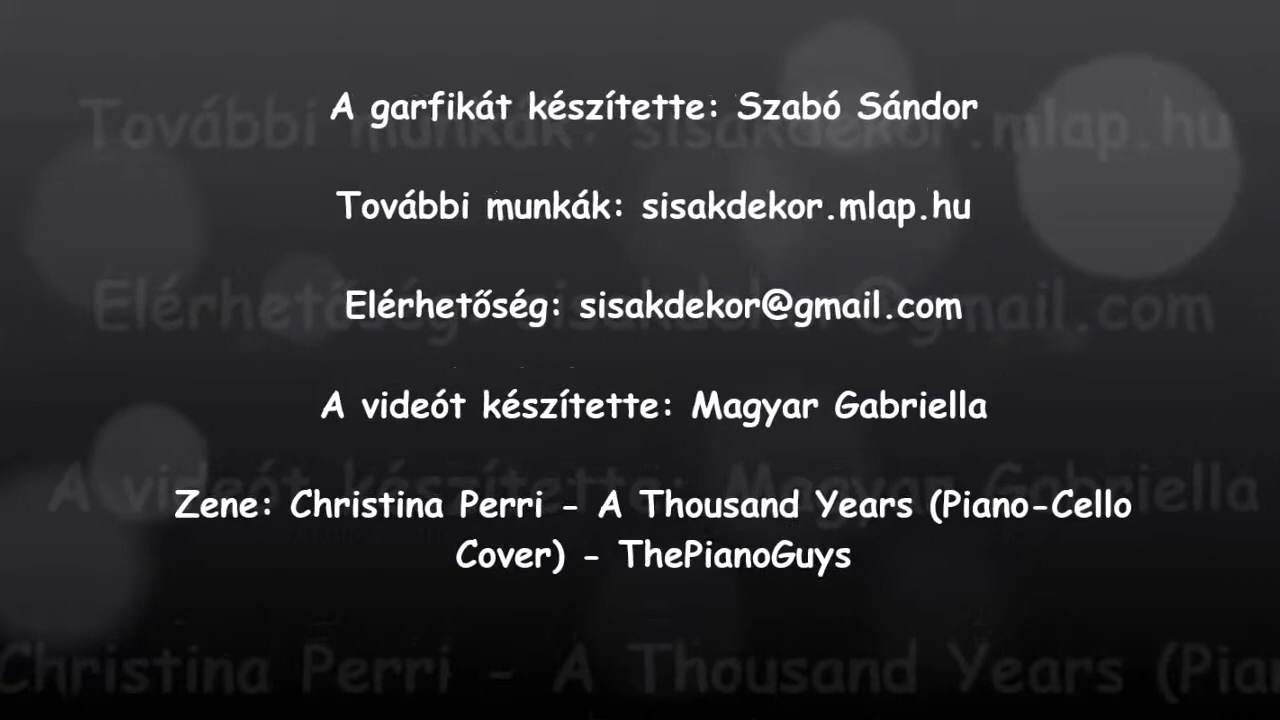 A garfikát készítette: Szabó Sándor
További munkák: sisakdekor.mlap.hu
Elérhetőség: sisakdekor@gmail.com
A videót készítette: Magyar Gabriella
Zene: Christina Perri - A Thousand Years (Piano-Cello
Cover) - ThePianoGuys